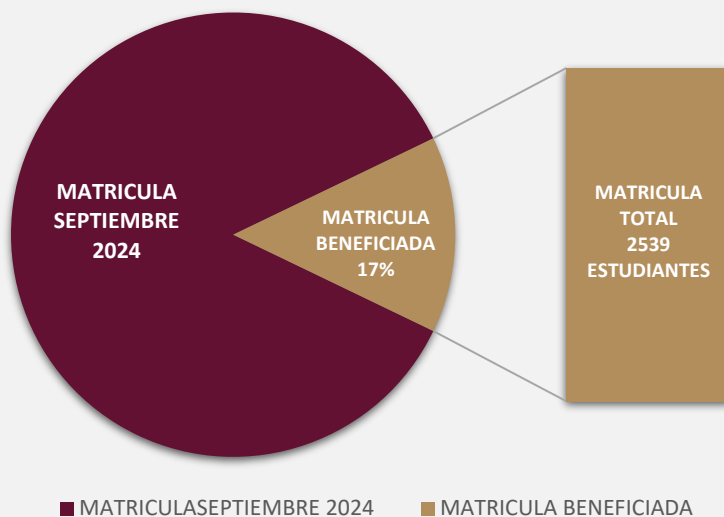 MATRICULA
SEPTIEMBRE
2024
MATRICULA
BENEFICIADA
17%
MATRICULA
TOTAL
2539
ESTUDIANTES
MATRICULASEPTIEMBRE 2024
MATRICULA BENEFICIADA